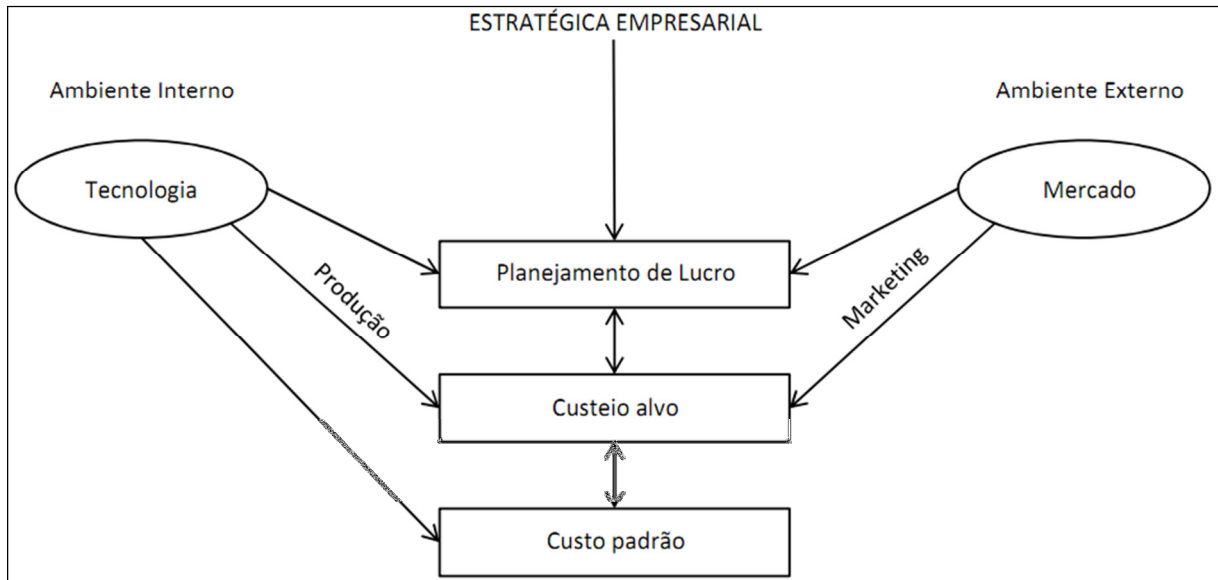 ESTRATÉGICA EMPRESARIAL
Ambiente Interno
Ambiente Externo
Tecnologia
Mercado
Planejamento de Lucro
Produção
Marketing
Custeio alvo
Custo padrão